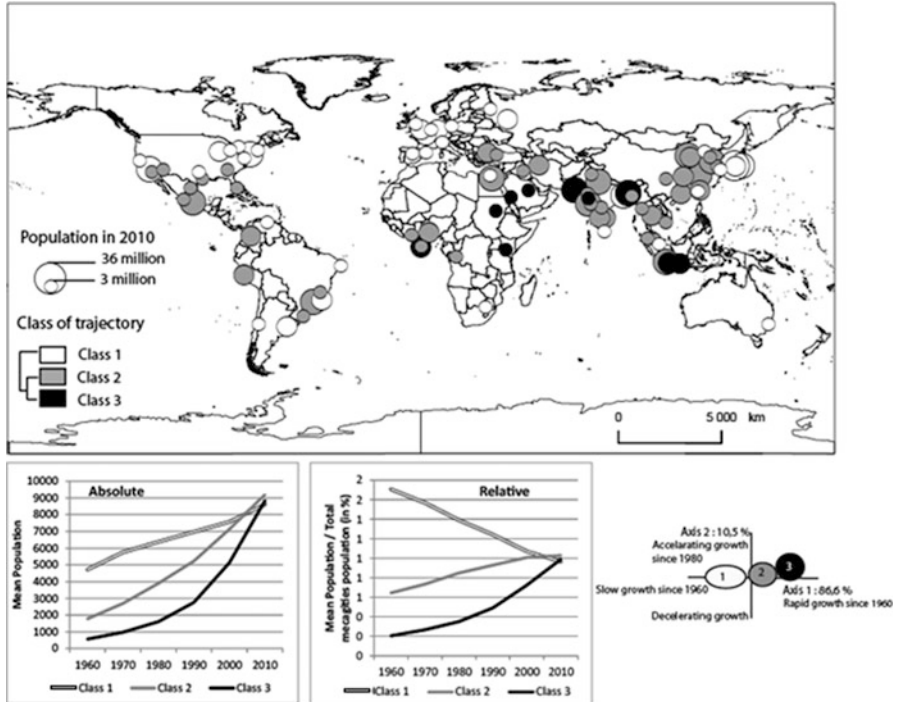 Population in 2010
36 million
3 million
Class of trajectory
Class 1
Class 2
Class 3
0 5 000 km
Absolute
Mean Population
10000
9000
8000
7000
6000
5000
4000
3000
2000
1000
0
1960 1970 1980 1990 2000 2010
Class 1 Class 2 Class 3
Relative
Mean Population / Total
mecagities population (in %)
2
2
1
1
1
1
1
0
0
0
1960 1970 1980 1990 2000 2010
IClass 1 Class 2 Class 3
Axis 2 : 10,5 %
Accelarating growth
since 1980
1 2 3
Slow growth since 1960
Axis 1 : 86,6 %
Rapid growth since 1960
Decelerating growth